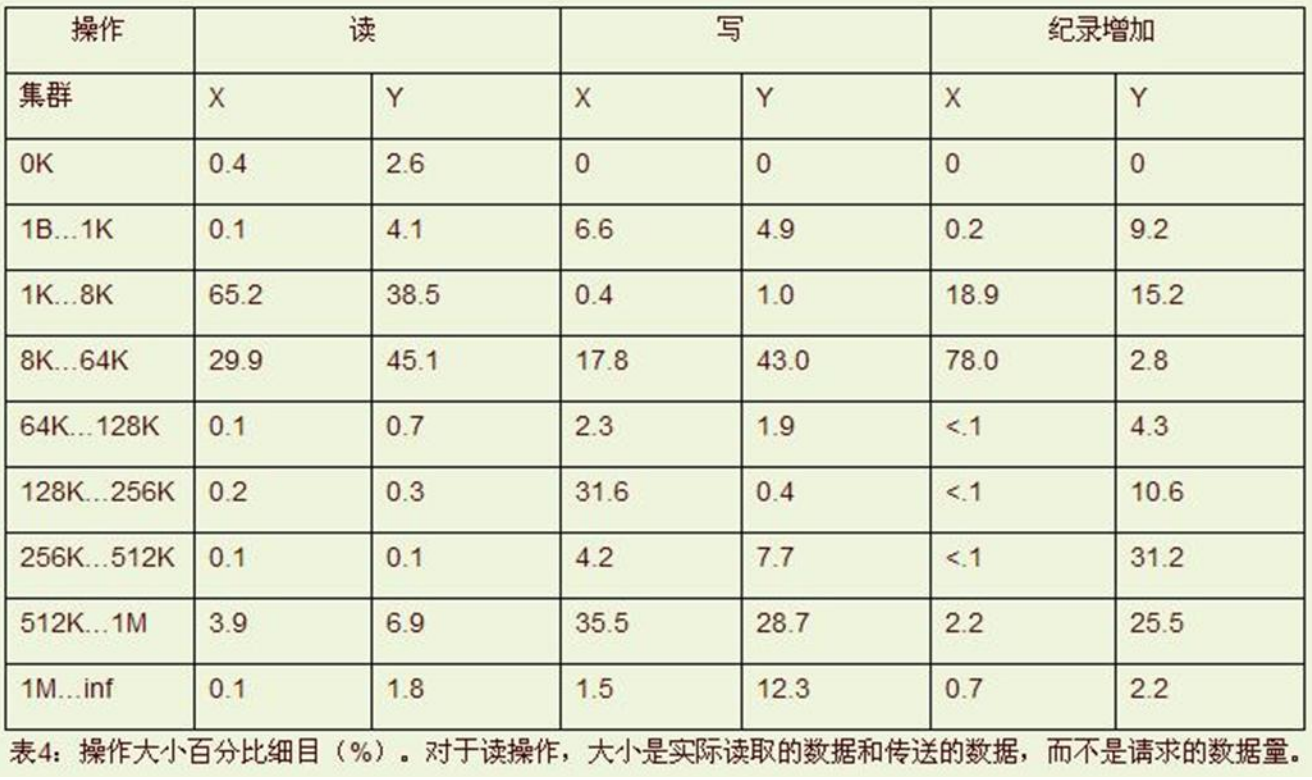 操作 读 写 纪录增加
集群 X Y X Y X Y
0K 0.4 2.6 0 0 0 0
1B...1K 0.1 4.1 6.6 4.9 0.2 9.2
1K...8K 65.2 38.5 0.4 1.0 18.9 15.2
8K...64K 29.9 45.1 17.8 43.0 78.0 2.8
64K...128K 0.1 0.7 2.3 1.9 <.1 4.3
128K...256K 0.2 0.3 31.6 0.4 <.1 10.6
256K...512K 0.1 0.1 4.2 7.7 <.1 31.2
512K...1M 3.9 6.9 35.5 28.7 2.2 25.5
1M...inf 0.1 1.8 1.5 12.3 0.7 2.2
表4：操作大小百分比细目（%）。对于读操作，大小是实际读取的数据和传送的数据，而不是请求的数据量。